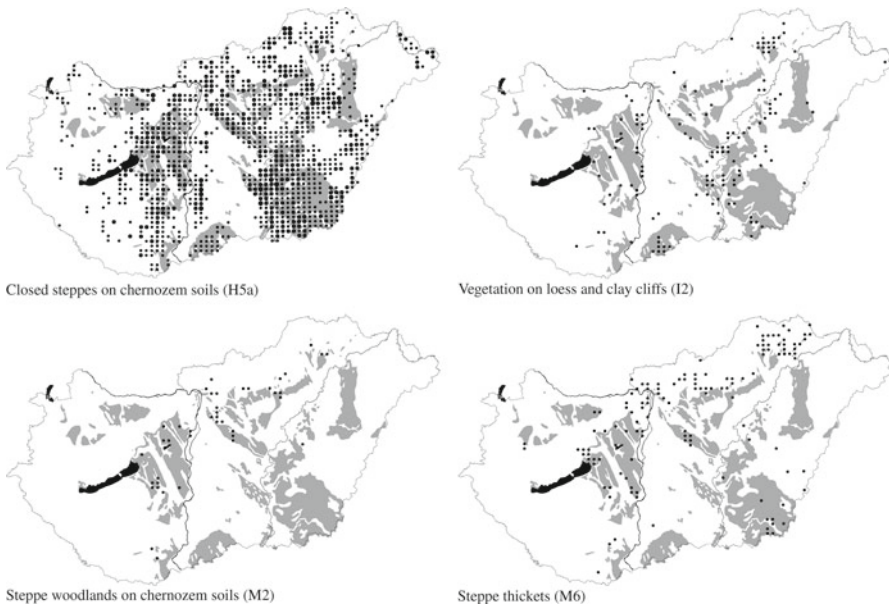 Closed steppes on chernozem soils (H5a)
Vegetation on loess and clay cliffs (I2)
Steppe woodlands on chernozem soils (M2)
Steppe thickets (M6)